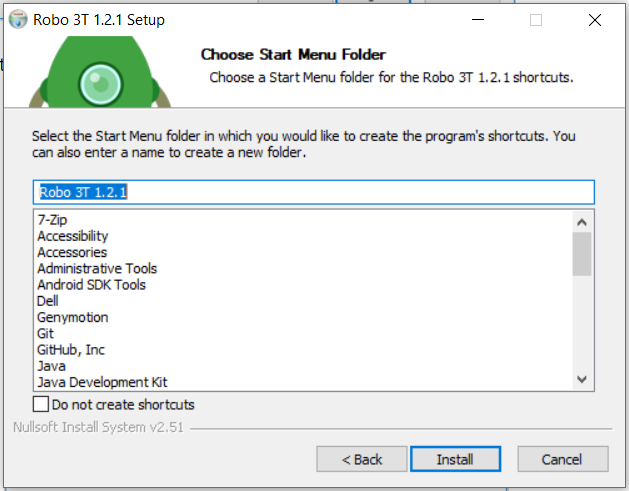 Robo 3T 1.2.1 Setup
Choose Start Menu Folder
Choose a Start Menu folder for the Robo 3T 1.2.1 shortcuts.
Select the Start Menu folder in which you would like to create the program's shortcuts. You
can also enter a name to create a new folder.
Robo 3T 1.2.1
7-Zip
Accessibility
Accessories
Administrative Tools
Android SDK Tools
Dell
Genymotion
Git
GitHub, Inc
Java
Java Development Kit
Do not create shortcuts
Nullsoft Install System v2.51
< Back
Install
Cancel